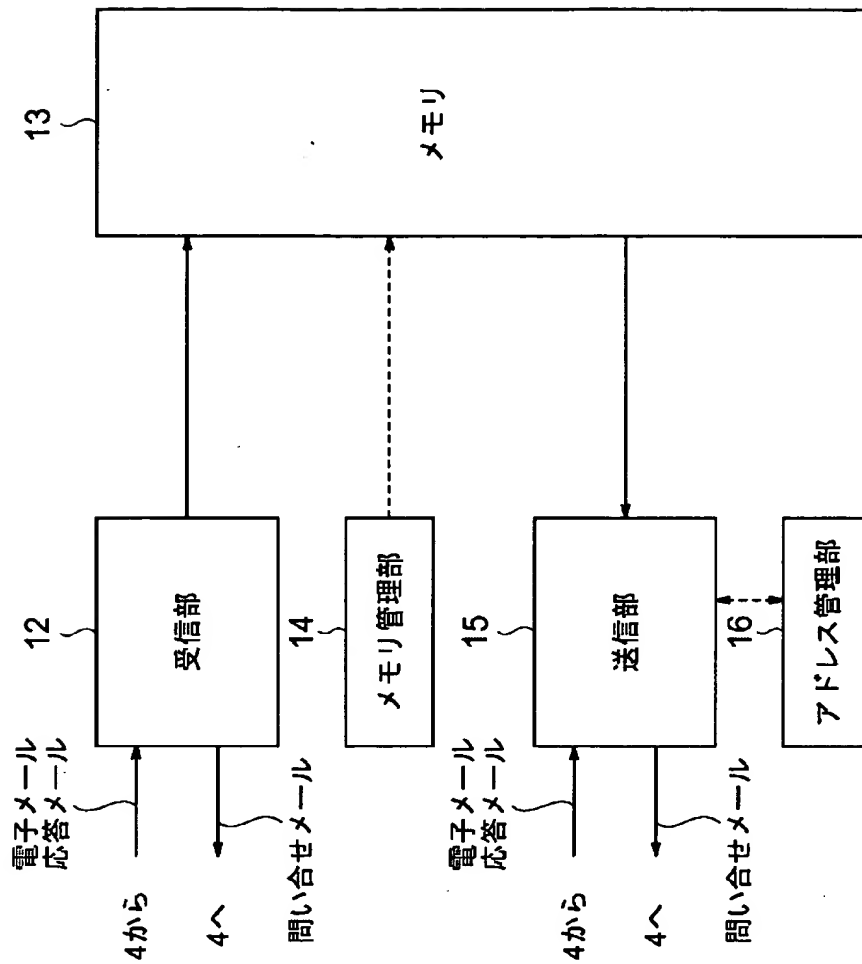 13
メモリ
12
受信部
電子メール
応答メール
4から
4へ
問い合せメール
14
メモリ管理部
15
送信部
電子メール
応答メール
4から
4へ
問い合せメール
16
アドレス管理部